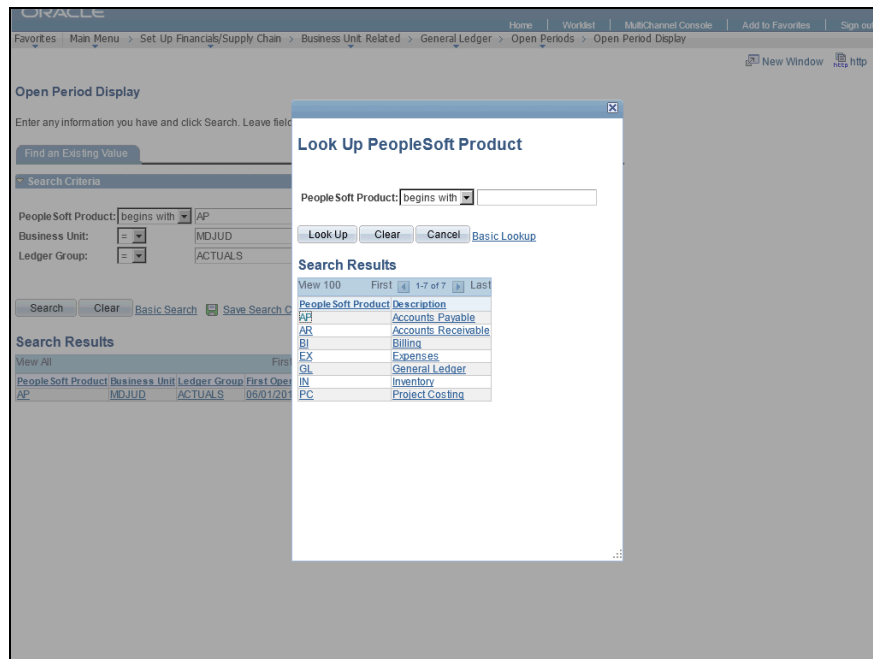 ORACLE
Home | Worklist | MultiChannel Console | Add to Favorites | Sign out
Favorites Main Menu > Set Up Financials/Supply Chain > Business Unit Related > General Ledger > Open Periods > Open Period Display
New Window http
Open Period Display
Enter any information you have and click Search. Leave field
Find an Existing Value
Search Criteria
PeopleSoft Product: begins with AP
Business Unit: = MDJUD
Ledger Group: = ACTUALS
Search Clear Basic Search Save Search C
Search Results
View All First
PeopleSoft Product Business Unit Ledger Group First Oper
AP MDJUD ACTUALS 06/01/201
Look Up PeopleSoft Product
PeopleSoft Product: begins with
Look Up Clear Cancel Basic Lookup
Search Results
View 100 First 1-7 of 7 Last
PeopleSoft Product Description
AP Accounts Payable
AR Accounts Receivable
BI Billing
EX Expenses
GL General Ledger
IN Inventory
PC Project Costing